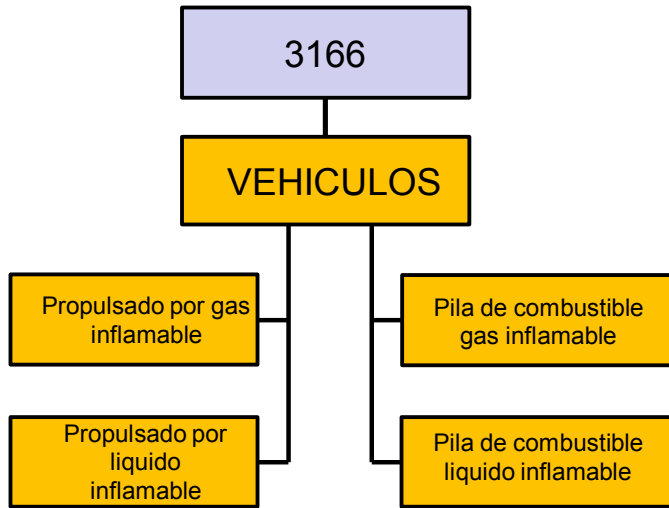 3166
VEHICULOS
Propulsado por gas
inflamable
Pila de combustible
gas inflamable
Propulsado por
liquido
inflamable
Pila de combustible
liquido inflamable